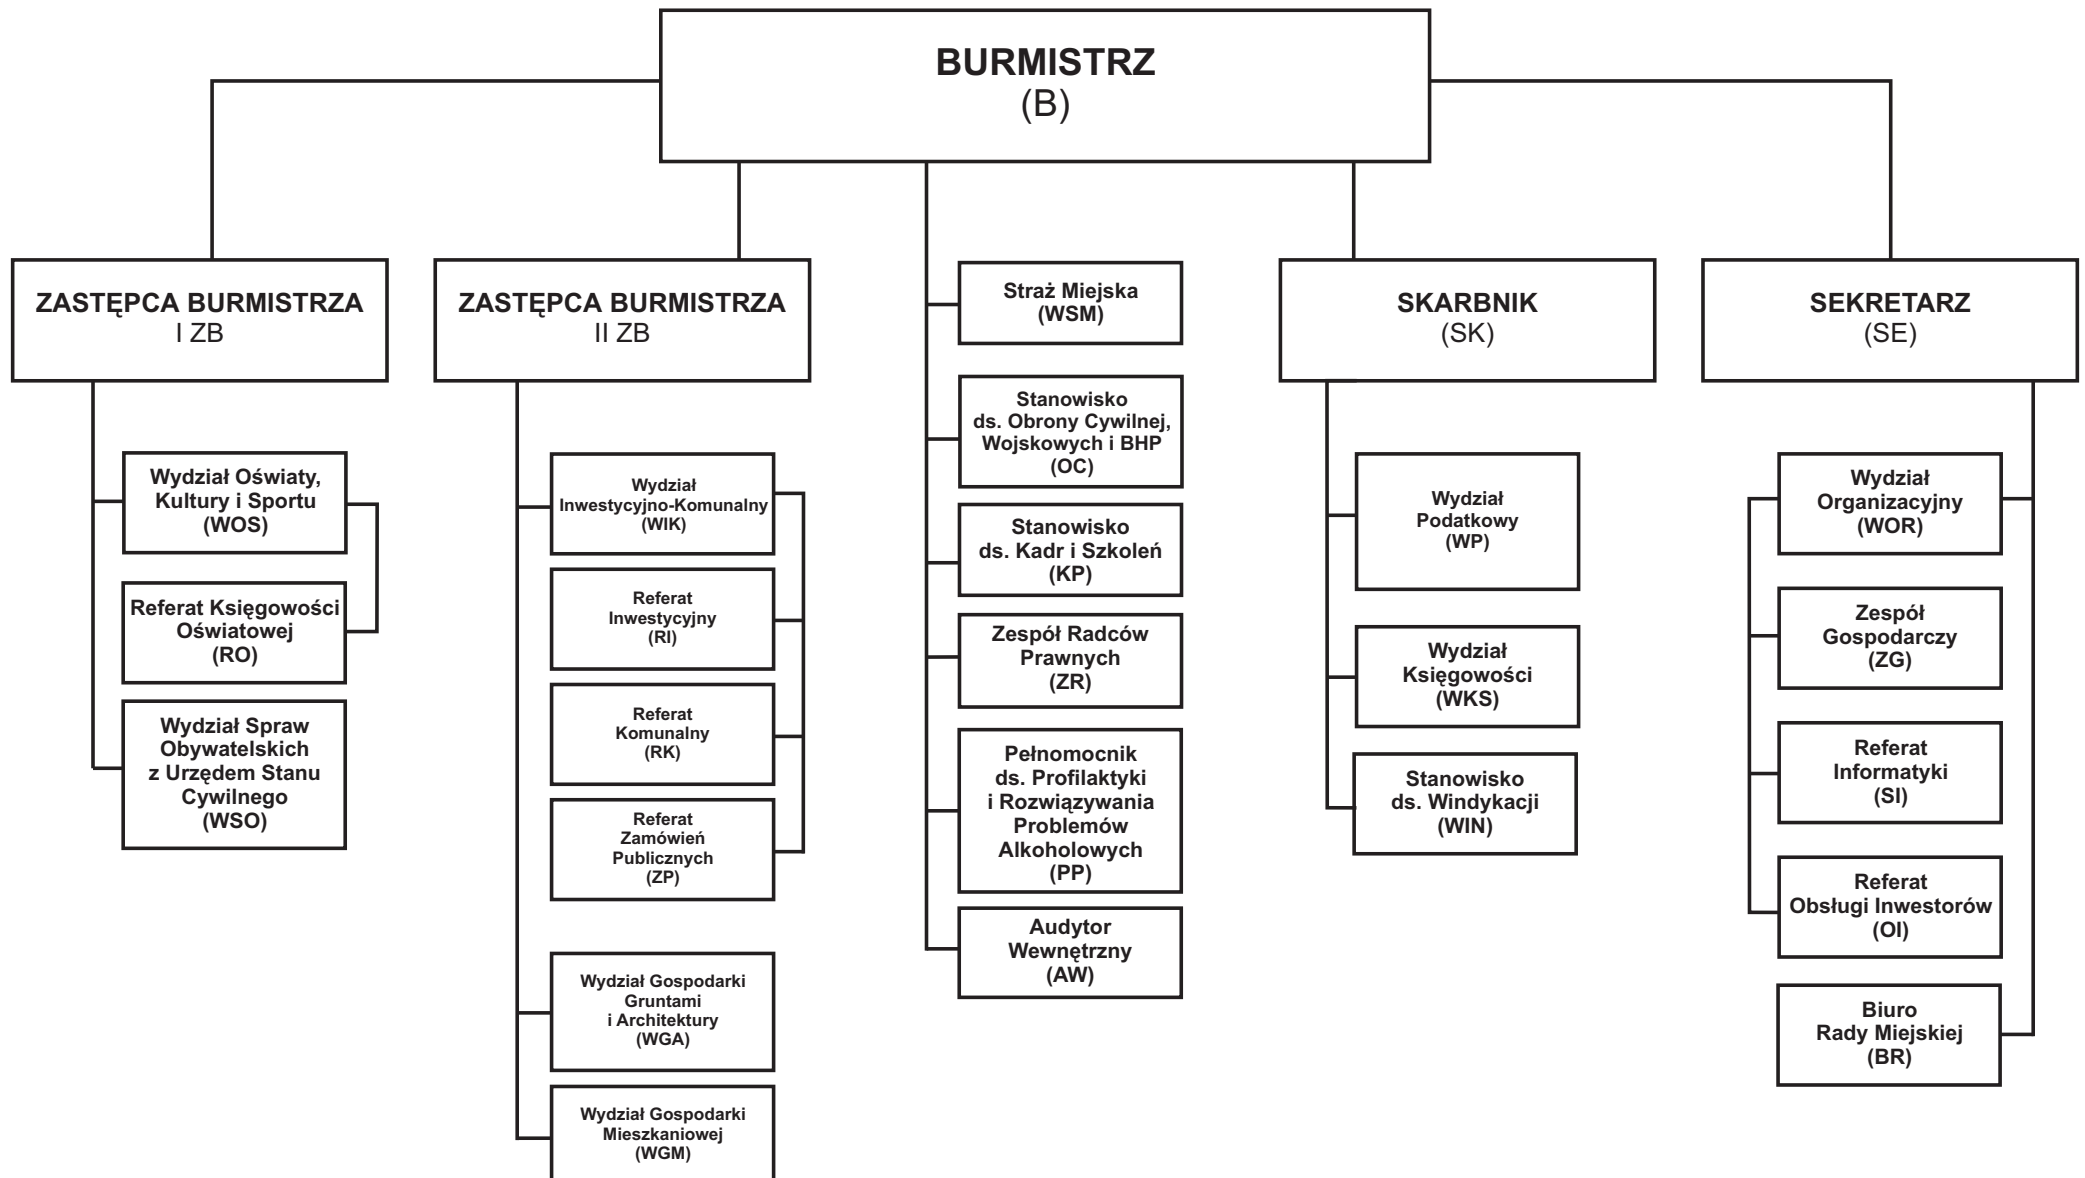 BURMISTRZ
(B)
ZASTĘPCA BURMISTRZA
I ZB
Wydział Oświaty,
Kultury i Sportu
(WOS)
Referat Księgowości
Oświatowej
(RO)
Wydział Spraw
Obywatelskich
z Urzędem Stanu
Cywilnego
(WSO)
ZASTĘPCA BURMISTRZA
II ZB
Wydział
Inwestycyjno-Komunalny
(WIK)
Referat
Inwestycyjny
(RI)
Referat
Komunalny
(RK)
Referat
Zamówień
Publicznych
(ZP)
Wydział Gospodarki
Gruntami
i Architektury
(WGA)
Wydział Gospodarki
Mieszkaniowej
(WGM)
Straż Miejska
(WSM)
Stanowisko
ds. Obrony Cywilnej,
Wojskowych i BHP
(OC)
Stanowisko
ds. Kadr i Szkoleń
(KP)
Zespół Radców
Prawnych
(ZR)
Pełnomocnik
ds. Profilaktyki
i Rozwiązywania
Problemów
Alkoholowych
(PP)
Audytor
Wewnętrzny
(AW)
SKARBNIK
(SK)
Wydział
Podatkowy
(WP)
Wydział
Księgowości
(WKS)
Stanowisko
ds. Windykacji
(WIN)
SEKRETARZ
(SE)
Wydział
Organizacyjny
(WOR)
Zespół
Gospodarczy
(ZG)
Referat
Informatyki
(SI)
Referat
Obsługi Inwestorów
(OI)
Biuro
Rady Miejskiej
(BR)